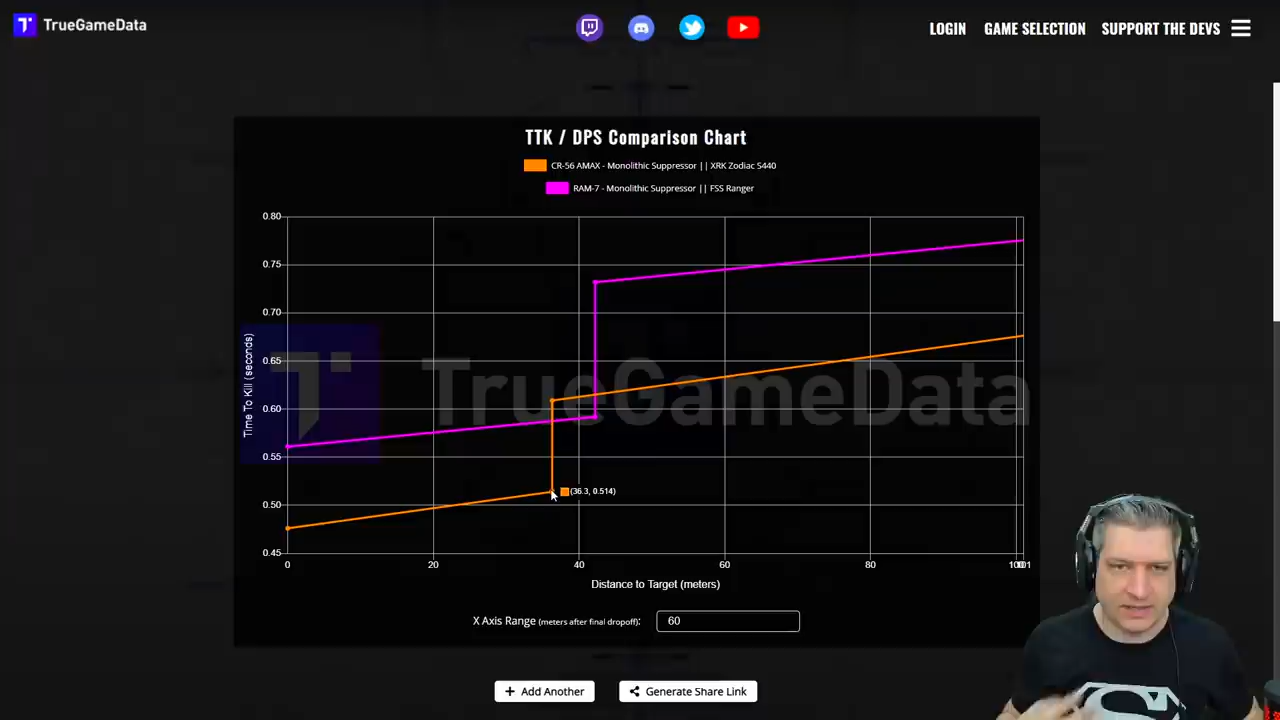 TrueGameData
LOGIN
GAME SELECTION
SUPPORT THE DEVS
TTK / DPS Comparison Chart
CR-56 AMAX - Monolithic Suppressor || XRK Zodiac S440
RAM-7 - Monolithic Suppressor || FSS Ranger
0.80
0.75
0.70
0.65
0.60
0.55
0.50
0.45
Time To Kill (seconds)
TrueGameData
(36.3, 0.514)
0
20
40
60
80
100
101
Distance to Target (meters)
X Axis Range (meters after final dropoff):
60
+ Add Another
Generate Share Link